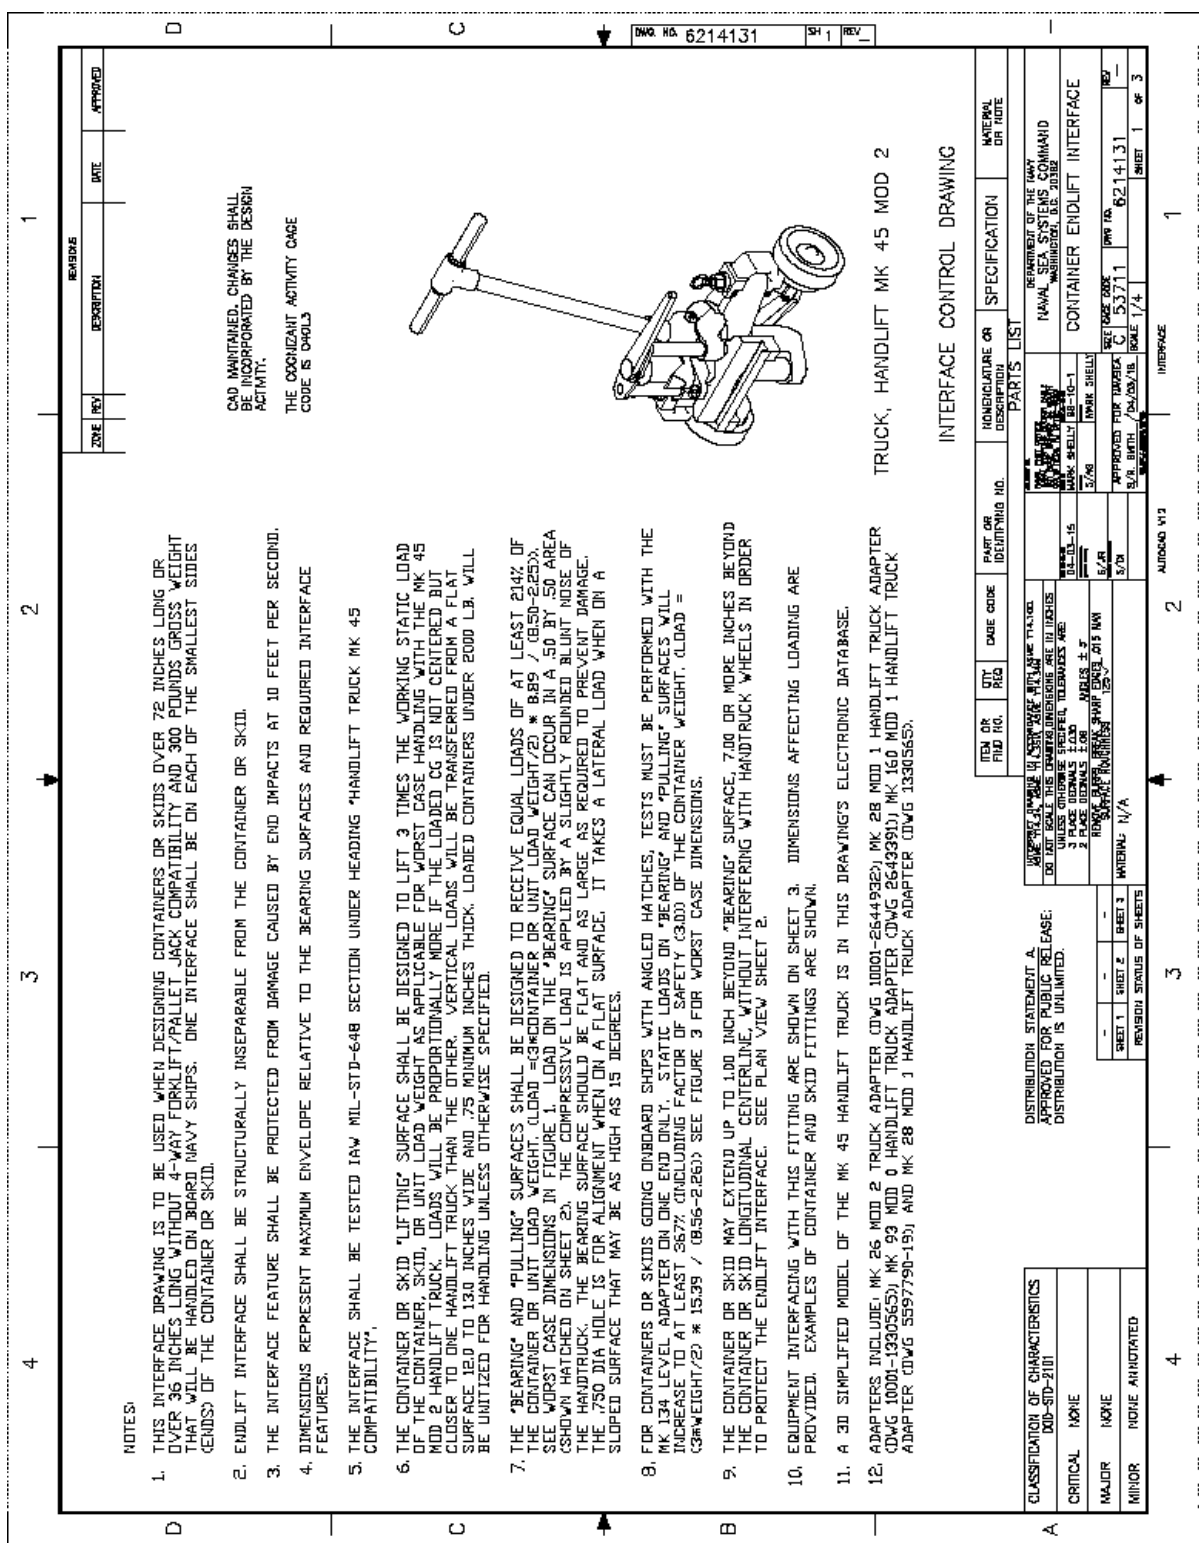 DWG. NO. 6214131 SH 1 REV _
REVISIONS
ZONE REV DESCRIPTION DATE APPROVED
CAD MAINTAINED. CHANGES SHALL
BE INCORPORATED BY THE DESIGN
ACTIVITY.
THE COGNIZANT ACTIVITY CAGE
CODE IS 04QL3
NOTES:
1. THIS INTERFACE DRAWING IS TO BE USED WHEN DESIGNING CONTAINERS OR SKIDS OVER 72 INCHES LONG OR
OVER 36 INCHES LONG WITHOUT 4-WAY FORKLIFT/PALLET JACK COMPATIBILITY AND 300 POUNDS GROSS WEIGHT
THAT WILL BE HANDLED ON BOARD NAVY SHIPS. ONE INTERFACE SHALL BE ON EACH OF THE SMALLEST SIDES
(ENDS) OF THE CONTAINER OR SKID.
2. ENDLIFT INTERFACE SHALL BE STRUCTURALLY INSEPARABLE FROM THE CONTAINER OR SKID.
3. THE INTERFACE FEATURE SHALL BE PROTECTED FROM DAMAGE CAUSED BY END IMPACTS AT 10 FEET PER SECOND.
4. DIMENSIONS REPRESENT MAXIMUM ENVELOPE RELATIVE TO THE BEARING SURFACES AND REQUIRED INTERFACE
FEATURES.
5. THE INTERFACE SHALL BE TESTED IAW MIL-STD-648 SECTION UNDER HEADING "HANDLIFT TRUCK MK 45
COMPATIBILITY".
6. THE CONTAINER OR SKID "LIFTING" SURFACE SHALL BE DESIGNED TO LIFT 3 TIMES THE WORKING STATIC LOAD
OF THE CONTAINER, SKID, OR UNIT LOAD WEIGHT AS APPLICABLE FOR WORST CASE HANDLING WITH THE MK 45
MOD 2 HANDLIFT TRUCK. LOADS WILL BE PROPORTIONALLY MORE IF THE LOADED CG IS NOT CENTERED BUT
CLOSER TO ONE HANDLIFT TRUCK THAN THE OTHER. VERTICAL LOADS WILL BE TRANSFERRED FROM A FLAT
SURFACE 12.0 TO 13.0 INCHES WIDE AND .75 MINIMUM INCHES THICK. LOADED CONTAINERS UNDER 2000 LB. WILL
BE UNITIZED FOR HANDLING UNLESS OTHERWISE SPECIFIED.
7. THE "BEARING" AND "PULLING" SURFACES SHALL BE DESIGNED TO RECEIVE EQUAL LOADS OF AT LEAST 214% OF
THE CONTAINER OR UNIT LOAD WEIGHT. (LOAD =(3*CONTAINER OR UNIT LOAD WEIGHT/2) * 8.89 / (8.50-2.25)).
SEE WORST CASE DIMENSIONS IN FIGURE 1. LOAD ON THE "BEARING" SURFACE CAN OCCUR IN A .50 BY .50 AREA
(SHOWN HATCHED ON SHEET 2). THE COMPRESSIVE LOAD IS APPLIED BY A SLIGHTLY ROUNDED BLUNT NOSE OF
THE HANDTRUCK. THE BEARING SURFACE SHOULD BE FLAT AND AS LARGE AS REQUIRED TO PREVENT DAMAGE.
THE .750 DIA HOLE IS FOR ALIGNMENT WHEN ON A FLAT SURFACE. IT TAKES A LATERAL LOAD WHEN ON A
SLOPED SURFACE THAT MAY BE AS HIGH AS 15 DEGREES.
8. FOR CONTAINERS OR SKIDS GOING ONBOARD SHIPS WITH ANGLED HATCHES, TESTS MUST BE PERFORMED WITH THE
MK 134 LEVEL ADAPTER ON ONE END ONLY. STATIC LOADS ON "BEARING" AND "PULLING" SURFACES WILL
INCREASE TO AT LEAST 367% (INCLUDING FACTOR OF SAFETY (3.0)) OF THE CONTAINER WEIGHT. (LOAD =
(3*WEIGHT/2) * 15.39 / (8.56-2.26)) SEE FIGURE 3 FOR WORST CASE DIMENSIONS.
9. THE CONTAINER OR SKID MAY EXTEND UP TO 1.00 INCH BEYOND "BEARING" SURFACE, 7.00 OR MORE INCHES BEYOND
THE CONTAINER OR SKID LONGITUDINAL CENTERLINE, WITHOUT INTERFERING WITH HANDTRUCK WHEELS IN ORDER
TO PROTECT THE ENDLIFT INTERFACE. SEE PLAN VIEW SHEET 2.
10. EQUIPMENT INTERFACING WITH THIS FITTING ARE SHOWN ON SHEET 3. DIMENSIONS AFFECTING LOADING ARE
PROVIDED. EXAMPLES OF CONTAINER AND SKID FITTINGS ARE SHOWN.
11. A 3D SIMPLIFIED MODEL OF THE MK 45 HANDLIFT TRUCK IS IN THIS DRAWING'S ELECTRONIC DATABASE.
12. ADAPTERS INCLUDE: MK 26 MOD 2 TRUCK ADAPTER (DWG 10001-2644932); MK 28 MOD 1 HANDLIFT TRUCK ADAPTER
(DWG 10001-1330565); MK 93 MOD 0 HANDLIFT TRUCK ADAPTER (DWG 2643391); MK 160 MOD 1 HANDLIFT TRUCK
ADAPTER (DWG 5597790-19); AND MK 28 MOD 1 HANDLIFT TRUCK ADAPTER (DWG 1330565).
TRUCK, HANDLIFT MK 45 MOD 2
INTERFACE CONTROL DRAWING
ITEM OR FIND NO. QTY REQ CAGE CODE PART OR IDENTIFYING NO. NOMENCLATURE OR DESCRIPTION SPECIFICATION MATERIAL OR NOTE
PARTS LIST
CLASSIFICATION OF CHARACTERISTICS
DOD-STD-2101
CRITICAL NONE
MAJOR NONE
MINOR NONE ANNOTATED
DISTRIBUTION STATEMENT A.
APPROVED FOR PUBLIC RELEASE;
DISTRIBUTION IS UNLIMITED.
- - -
SHEET 1 SHEET 2 SHEET 3
REVISION STATUS OF SHEETS
DO NOT SCALE THIS DRAWING. DIMENSIONS ARE IN INCHES
UNLESS OTHERWISE SPECIFIED, TOLERANCES ARE:
3 PLACE DECIMALS ± .030
2 PLACE DECIMALS ± .06 ANGLES ± 5°
MATERIAL: N/A
04-03-15
MARK SHELLY
MARK SHELLY
APPROVED FOR NAVSEA
DEPARTMENT OF THE NAVY
NAVAL SEA SYSTEMS COMMAND
WASHINGTON, D.C. 20362
CONTAINER ENDLIFT INTERFACE
SIZE C CAGE CODE 53711 DWG NO. 6214131 REV —
SCALE 1/4 SHEET 1 OF 3
AUTOCAD V12
INTERFACE
4 3 2 1
D C B A